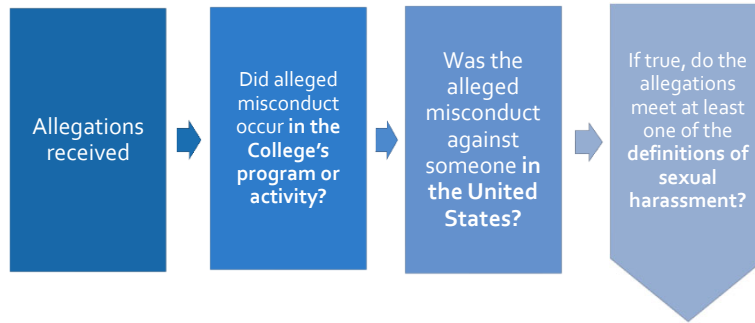 Allegations
received
Did alleged
misconduct
occur in the
College's
program or
activity?
Was the
alleged
misconduct
against
someone in
the United
States?
If true, do the
allegations
meet at least
one of the
definitions of
sexual
harassment?